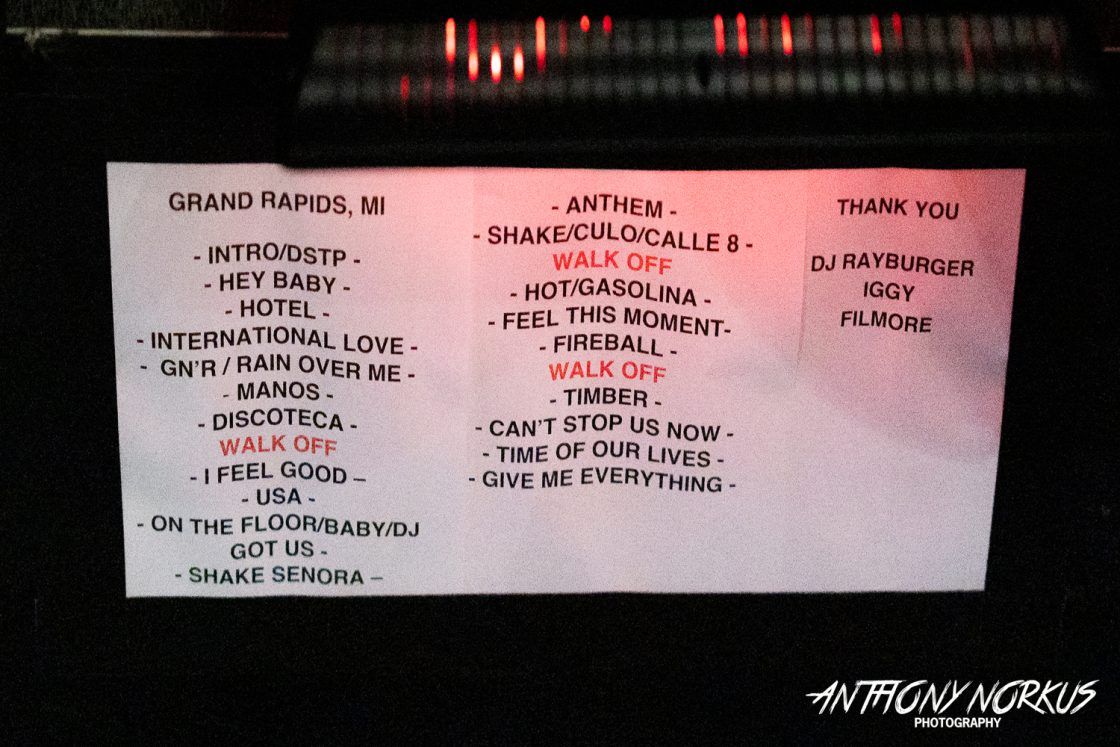 GRAND RAPIDS, MI
- INTRO/DSTP -
- HEY BABY -
- HOTEL -
- INTERNATIONAL LOVE -
- GN'R / RAIN OVER ME -
- MANOS -
- DISCOTECA -
WALK OFF
- I FEEL GOOD –
- USA -
- ON THE FLOOR/BABY/DJ
GOT US -
- SHAKE SENORA –
- ANTHEM -
- SHAKE/CULO/CALLE 8 -
WALK OFF
- HOT/GASOLINA -
- FEEL THIS MOMENT-
- FIREBALL -
WALK OFF
- TIMBER -
- CAN'T STOP US NOW -
- TIME OF OUR LIVES -
- GIVE ME EVERYTHING -
THANK YOU
DJ RAYBURGER
IGGY
FILMORE
ANTHONY NORKUS
PHOTOGRAPHY